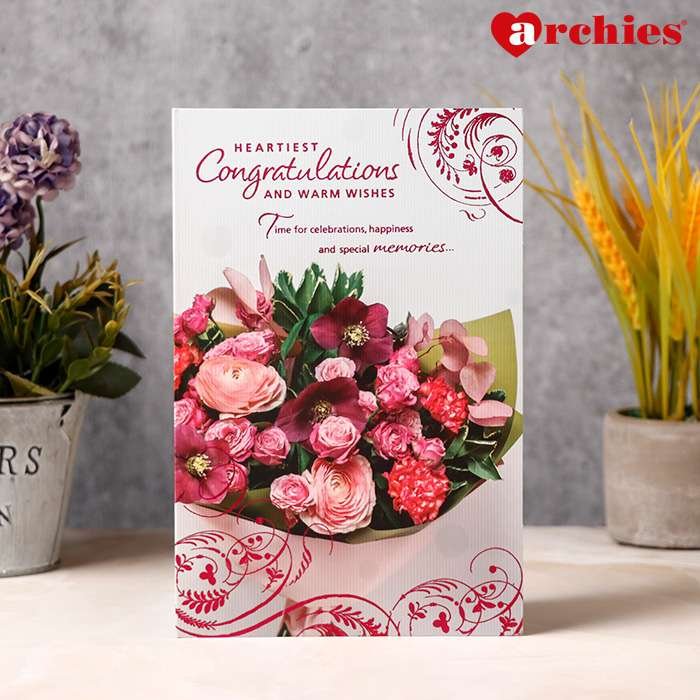 archies
HEARTIEST
Congratulations
AND WARM WISHES
Time for celebrations, happiness
and special memories...
RS
N